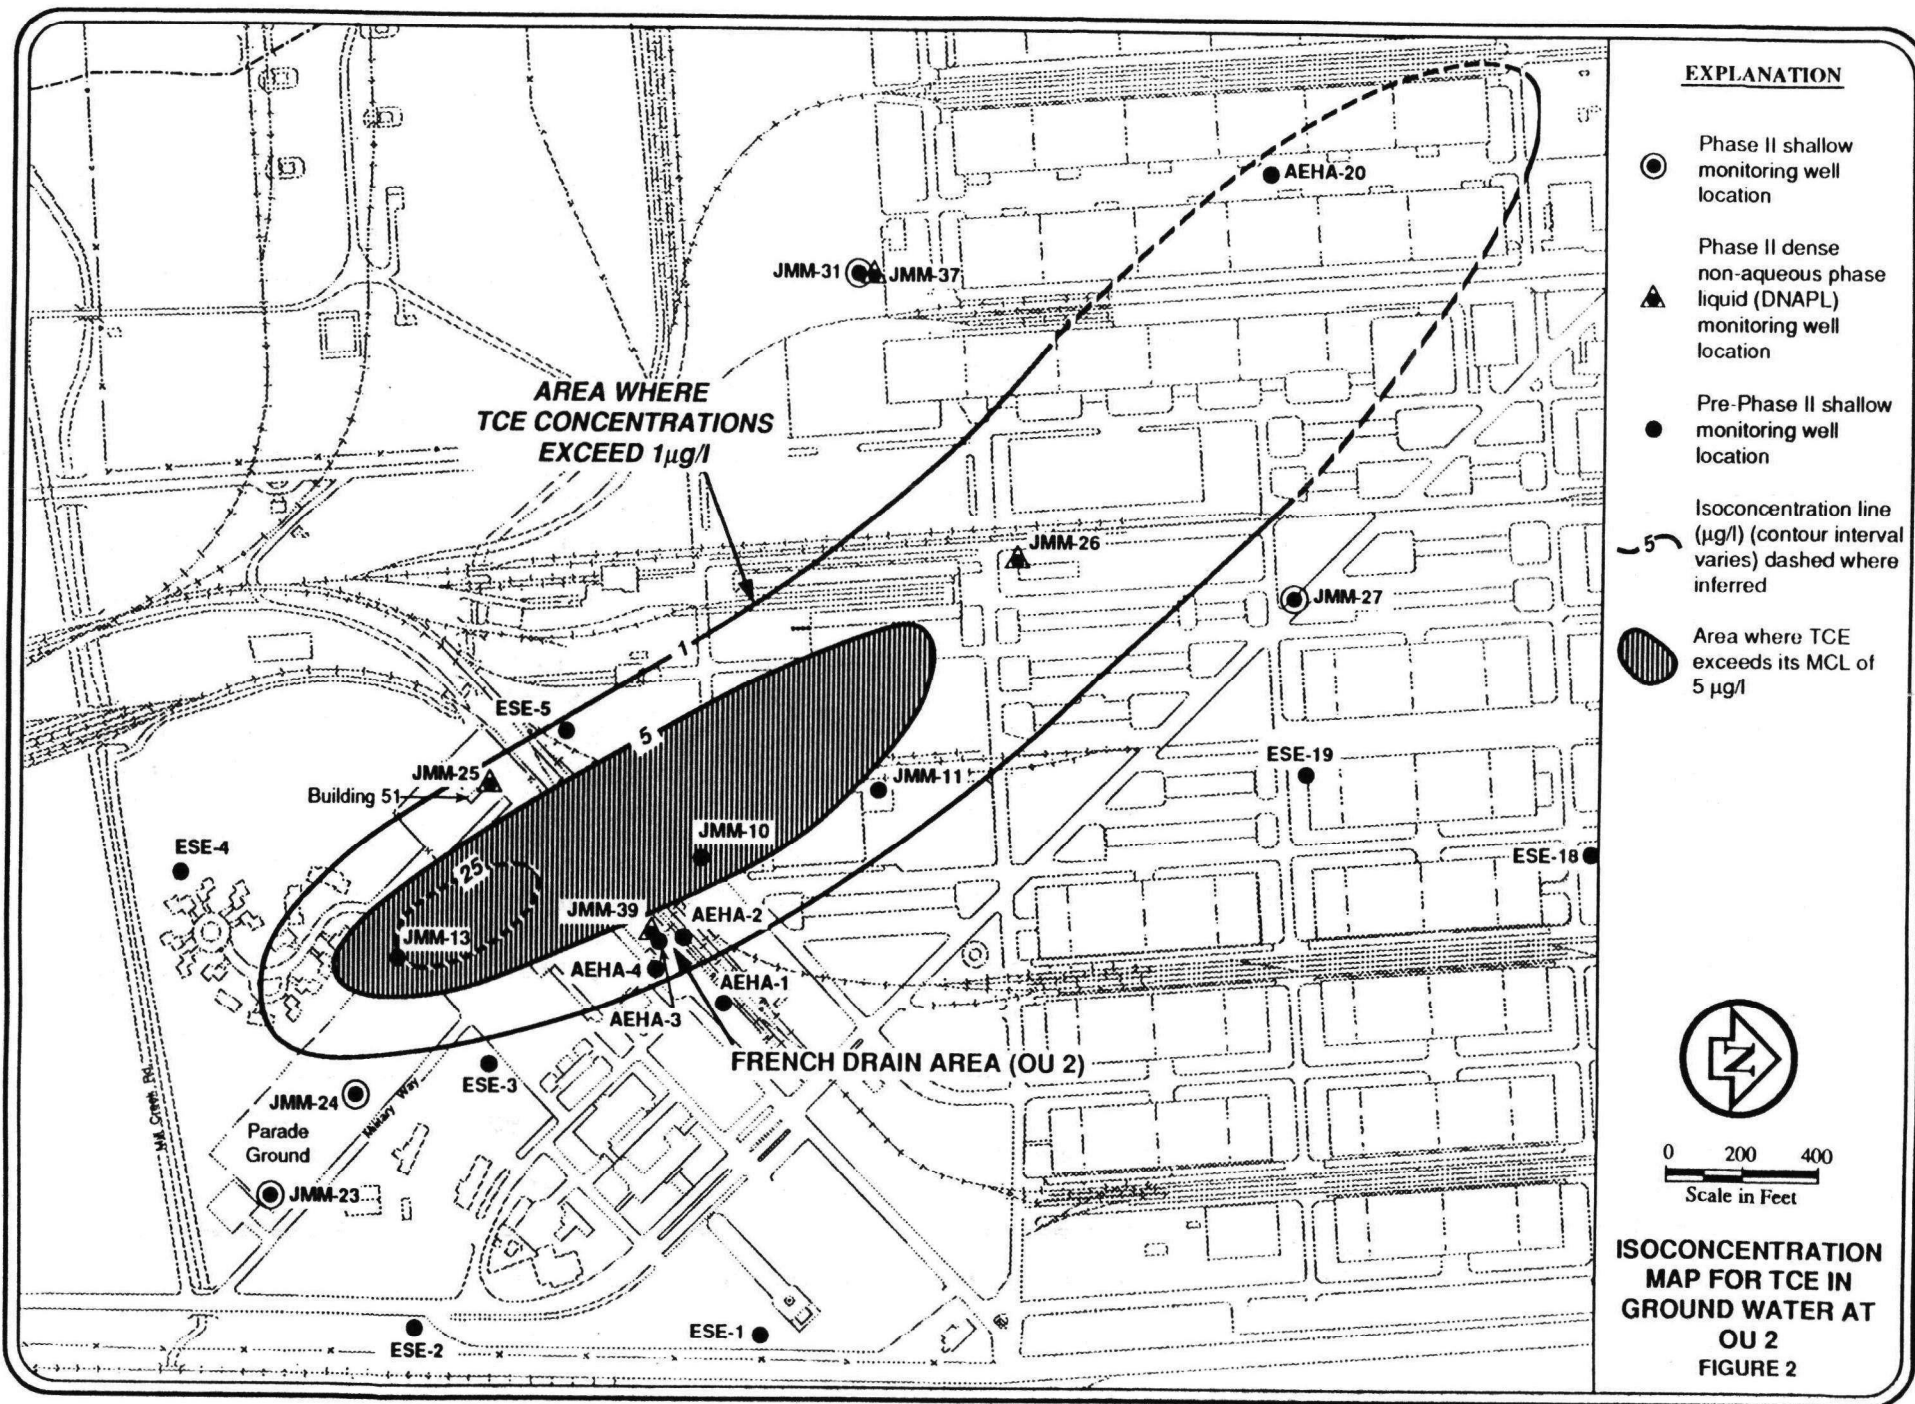 AEHA-20
JMM-31
JMM-37
AREA WHERE
TCE CONCENTRATIONS
EXCEED 1µg/l
JMM-26
JMM-27
1
ESE-5
5
JMM-25
Building 51
JMM-11
ESE-19
JMM-10
ESE-4
ESE-18
25
JMM-39
AEHA-2
JMM-13
AEHA-4
AEHA-1
AEHA-3
FRENCH DRAIN AREA (OU 2)
ESE-3
JMM-24
Parade
Ground
Military Way
Mill Creek Rd.
JMM-23
ESE-1
ESE-2
EXPLANATION
Phase II shallow
monitoring well
location
Phase II dense
non-aqueous phase
liquid (DNAPL)
monitoring well
location
Pre-Phase II shallow
monitoring well
location
5
Isoconcentration line
(µg/l) (contour interval
varies) dashed where
inferred
Area where TCE
exceeds its MCL of
5 µg/l
N
0 200 400
Scale in Feet
ISOCONCENTRATION
MAP FOR TCE IN
GROUND WATER AT
OU 2
FIGURE 2